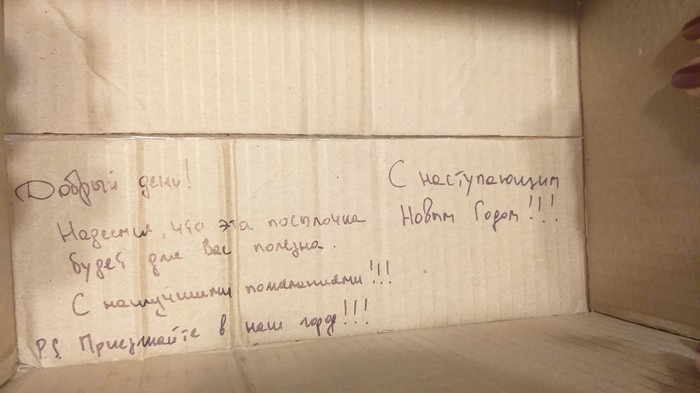 Добрый день!
Надеемся, что эта посылочка
будет для Вас полезна.
С наилучшими пожеланиями!!!
P.S. Приезжайте в наш город!!!
С наступающим
Новым Годом!!!